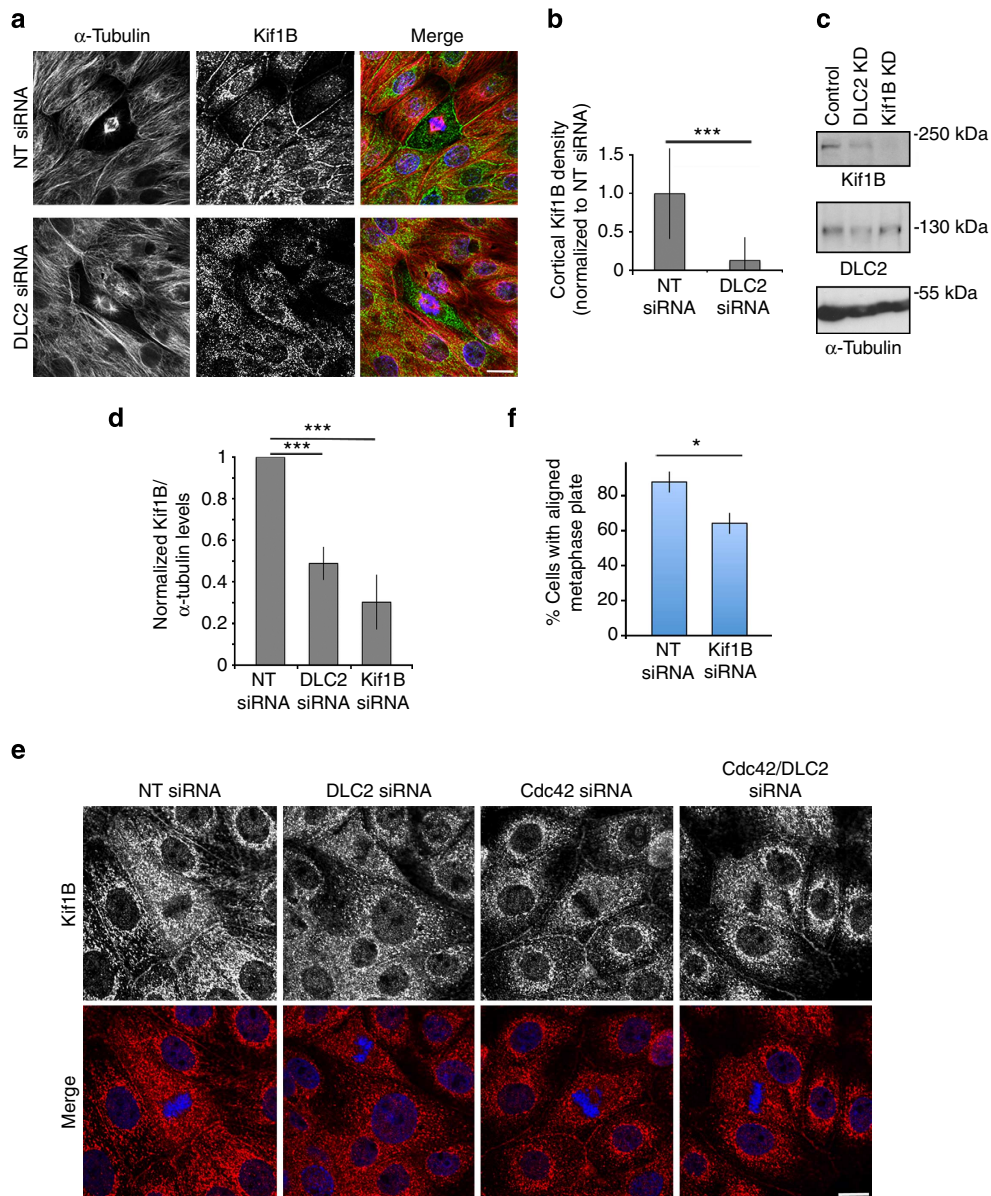 a
α-Tubulin
Kif1B
Merge
NT siRNA
DLC2 siRNA
b
Cortical Kif1B density
(normalized to NT siRNA)
***
1.5
1.0
0.5
0
NT
siRNA
DLC2
siRNA
c
Control
DLC2 KD
Kif1B KD
-250 kDa
Kif1B
-130 kDa
DLC2
-55 kDa
α-Tubulin
d
Normalized Kif1B/
α-tubulin levels
***
***
1
0.8
0.6
0.4
0.2
0
NT
siRNA
DLC2
siRNA
Kif1B
siRNA
f
% Cells with aligned
metaphase plate
*
80
60
40
20
0
NT
siRNA
Kif1B
siRNA
e
NT siRNA
DLC2 siRNA
Cdc42 siRNA
Cdc42/DLC2
siRNA
Kif1B
Merge